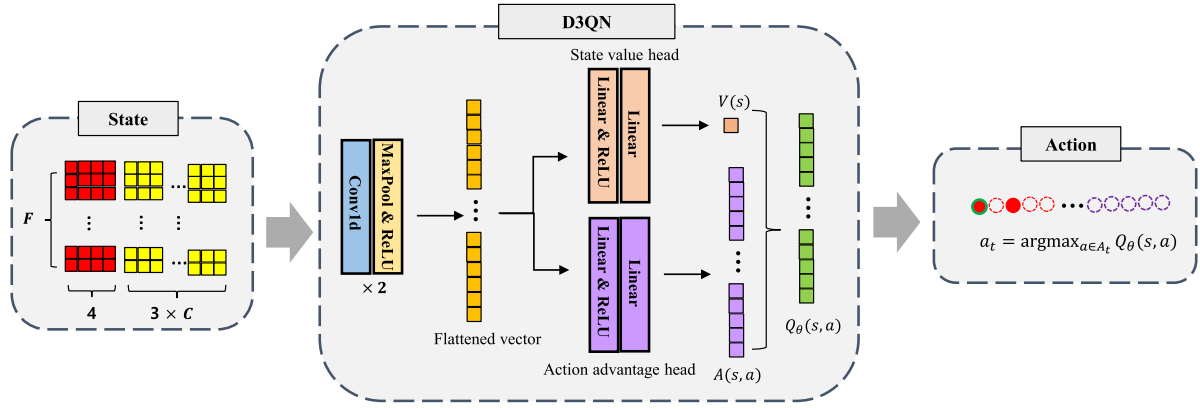 D3QN
State value head
State
F
...
4
3 × C
Conv1d
MaxPool & ReLU
× 2
Flattened vector
Linear & ReLU
Linear
Linear & ReLU
Linear
Action advantage head
V(s)
A(s, a)
Q_θ(s, a)
Action
a_t = argmax_{a∈A_t} Q_θ(s, a)